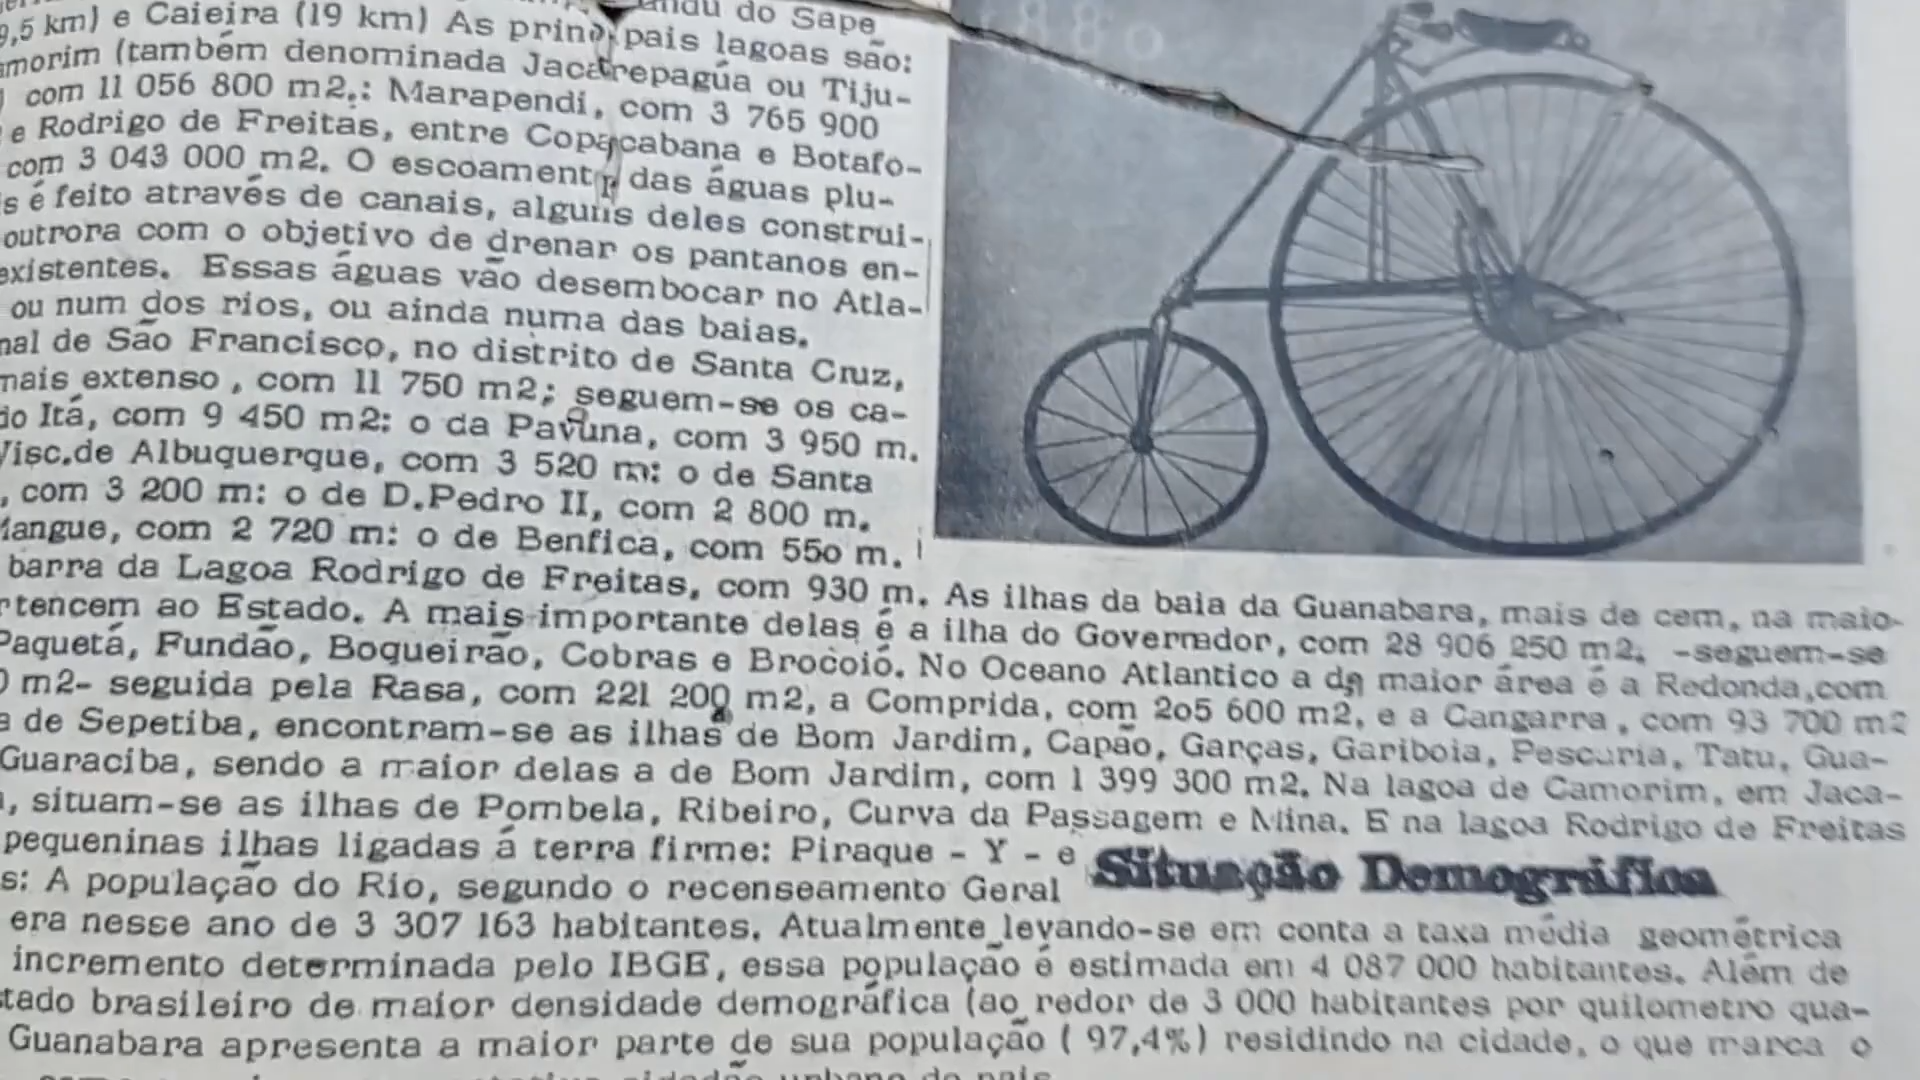 9,5 km) e Caieira (19 km) As principais lagoas são:
do Sape
1880
amorim (também denominada Jacarepagúa ou Tiju-
com 11 056 800 m2.: Marapendi, com 3 765 900
e Rodrigo de Freitas, entre Copacabana e Botafo-
com 3 043 000 m2. O escoament das águas plu-
s é feito através de canais, alguns deles construi-
outrora com o objetivo de drenar os pantanos en-
existentes. Essas águas vão desembocar no Atla-
ou num dos rios, ou ainda numa das baias.
nal de São Francisco, no distrito de Santa Cruz,
mais extenso, com 11 750 m2; seguem-se os ca-
do Itá, com 9 450 m2: o da Pavuna, com 3 950 m.
Visc.de Albuquerque, com 3 520 m: o de Santa
, com 3 200 m: o de D.Pedro II, com 2 800 m.
Mangue, com 2 720 m: o de Benfica, com 55o m.
barra da Lagoa Rodrigo de Freitas, com 930 m. As ilhas da baia da Guanabara, mais de cem, na maio-
rtencem ao Estado. A mais importante delas é a ilha do Governador, com 28 906 250 m2. -seguem-se
Paquetá, Fundão, Boqueirão, Cobras e Brocoió. No Oceano Atlantico a de maior área é a Redonda,com
0 m2- seguida pela Rasa, com 221 200 m2, a Comprida, com 2o5 600 m2, e a Cangarra, com 93 700 m2
a de Sepetiba, encontram-se as ilhas de Bom Jardim, Capão, Garças, Gariboia, Pescaria, Tatu, Gua-
Guaraciba, sendo a maior delas a de Bom Jardim, com 1 399 300 m2. Na lagoa de Camorim, em Jaca-
, situam-se as ilhas de Pombela, Ribeiro, Curva da Passagem e Mina. E na lagoa Rodrigo de Freitas
pequeninas ilhas ligadas á terra firme: Piraque - Y - e
Situação Demográfica
s: A população do Rio, segundo o recenseamento Geral
era nesse ano de 3 307 163 habitantes. Atualmente levando-se em conta a taxa média geométrica
incremento determinada pelo IBGE, essa população é estimada em 4 087 000 habitantes. Além de
tado brasileiro de maior densidade demográfica (ao redor de 3 000 habitantes por quilometro qua-
Guanabara apresenta a maior parte de sua população ( 97,4%) residindo na cidade, o que marca o